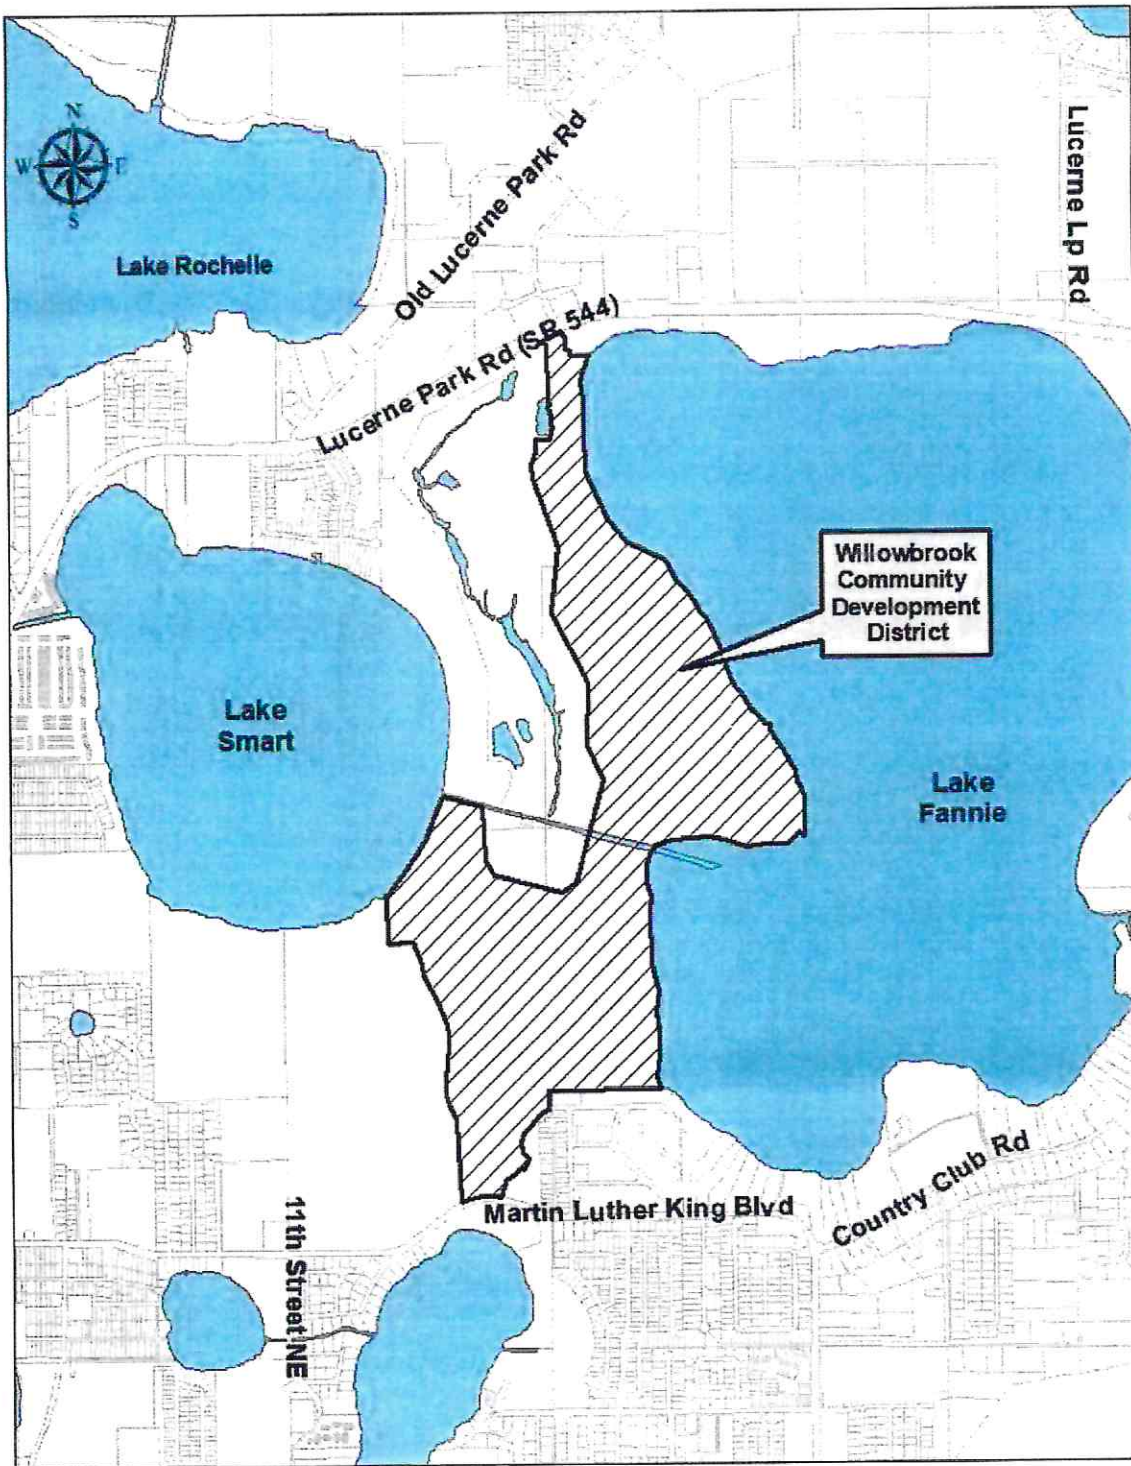 N
W
E
S
Lake Rochelle
Old Lucerne Park Rd
Lucerne Lp Rd
Lucerne Park Rd (SR 544)
Willowbrook
Community
Development
District
Lake
Smart
Lake
Fannie
Country Club Rd
Martin Luther King Blvd
11th Street NE